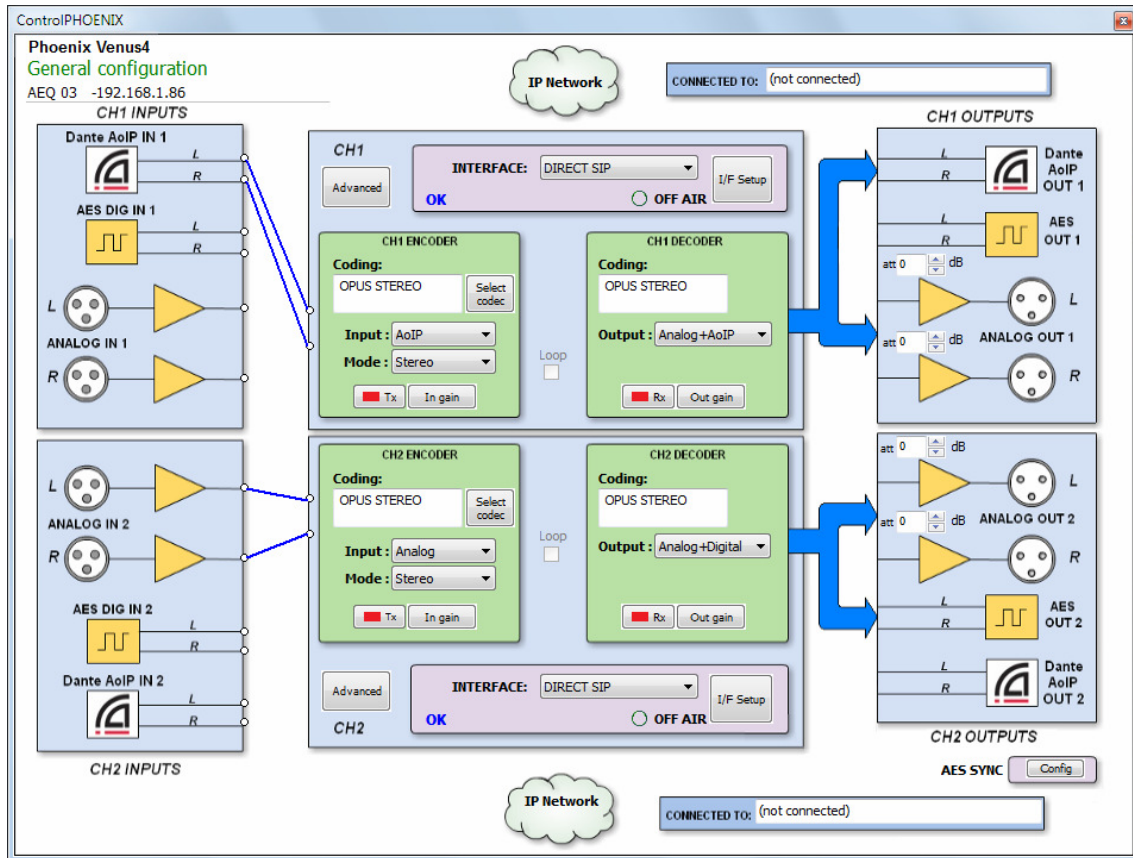 ControlPHOENIX
Phoenix Venus4
General configuration
AEQ 03 -192.168.1.86
IP Network
CONNECTED TO: (not connected)
CH1 INPUTS
Dante AoIP IN 1
L
R
AES DIG IN 1
L
R
L
ANALOG IN 1
R
CH1
Advanced
INTERFACE: DIRECT SIP
I/F Setup
OK
OFF AIR
CH1 ENCODER
Coding:
OPUS STEREO
Select codec
Input : AoIP
Mode : Stereo
Tx
In gain
Loop
CH1 DECODER
Coding:
OPUS STEREO
Output : Analog+AoIP
Rx
Out gain
CH1 OUTPUTS
L
R
Dante
AoIP
OUT 1
L
R
AES
OUT 1
att 0 dB
L
ANALOG OUT 1
att 0 dB
R
L
ANALOG IN 2
R
AES DIG IN 2
L
R
Dante AoIP IN 2
L
R
CH2 INPUTS
CH2 ENCODER
Coding:
OPUS STEREO
Select codec
Input : Analog
Mode : Stereo
Tx
In gain
Loop
CH2 DECODER
Coding:
OPUS STEREO
Output : Analog+Digital
Rx
Out gain
Advanced
CH2
INTERFACE: DIRECT SIP
I/F Setup
OK
OFF AIR
att 0 dB
L
ANALOG OUT 2
att 0 dB
R
L
R
AES
OUT 2
L
R
Dante
AoIP
OUT 2
CH2 OUTPUTS
AES SYNC
Config
IP Network
CONNECTED TO: (not connected)